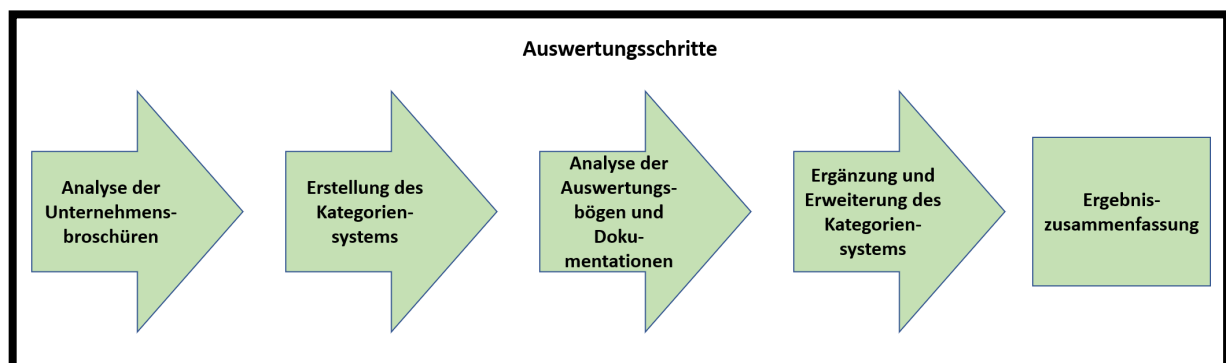 Auswertungsschritte
Analyse der
Unternehmens-
broschüren
Erstellung des
Kategorien-
systems
Analyse der
Auswertungs-
bögen und
Doku-
mentationen
Ergänzung und
Erweiterung des
Kategorien-
systems
Ergebnis-
zusammenfassung